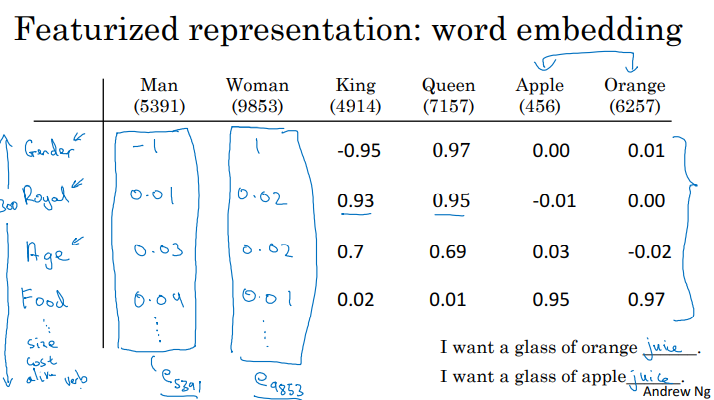 Featurized representation: word embedding
Man Woman King Queen Apple Orange
(5391) (9853) (4914) (7157) (456) (6257)
Gender -1 1 -0.95 0.97 0.00 0.01
300 Royal 0.01 0.02 0.93 0.95 -0.01 0.00
Age 0.03 0.02 0.7 0.69 0.03 -0.02
Food 0.04 0.01 0.02 0.01 0.95 0.97
size
cost
alive verb
e5391 e9853
I want a glass of orange juice.
I want a glass of apple juice.
Andrew Ng